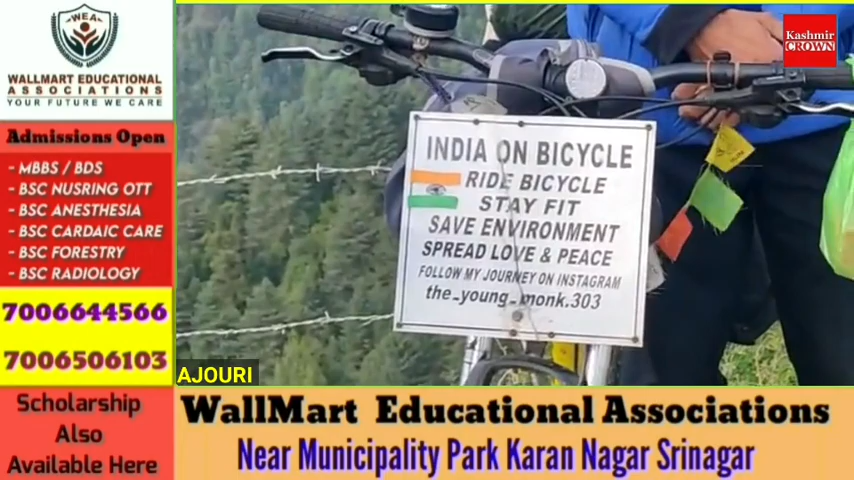 WEA
WALLMART EDUCATIONAL
ASSOCIATIONS
YOUR FUTURE WE CARE
Admissions Open
- MBBS / BDS
- BSC NUSRING OTT
- BSC ANESTHESIA
- BSC CARDAIC CARE
- BSC FORESTRY
- BSC RADIOLOGY
7006644566
7006506103
Scholarship
Also
Available Here
Kashmir
CROWN
INDIA ON BICYCLE
RIDE BICYCLE
STAY FIT
SAVE ENVIRONMENT
SPREAD LOVE & PEACE
FOLLOW MY JOURNEY ON INSTAGRAM
the_young_monk.303
AJOURI
WallMart Educational Associations
Near Municipality Park Karan Nagar Srinagar